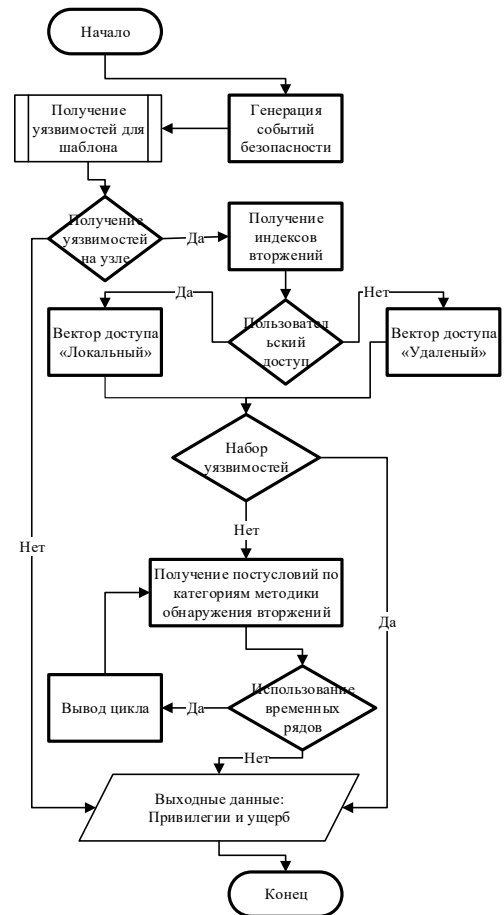 Начало
Получение
уязвимостей для
шаблона
Генерация
событий
безопасности
Получение
уязвимостей
на узле
Да
Получение
индексов
вторжений
Да
Пользовател
ьский
доступ
Нет
Вектор доступа
«Локальный»
Вектор доступа
«Удаленый»
Набор
уязвимостей
Нет
Нет
Получение постусловий по
категориям методики
обнаружения вторжений
Да
Использование
временных
рядов
Да
Вывод цикла
Нет
Выходные данные:
Привилегии и ущерб
Конец